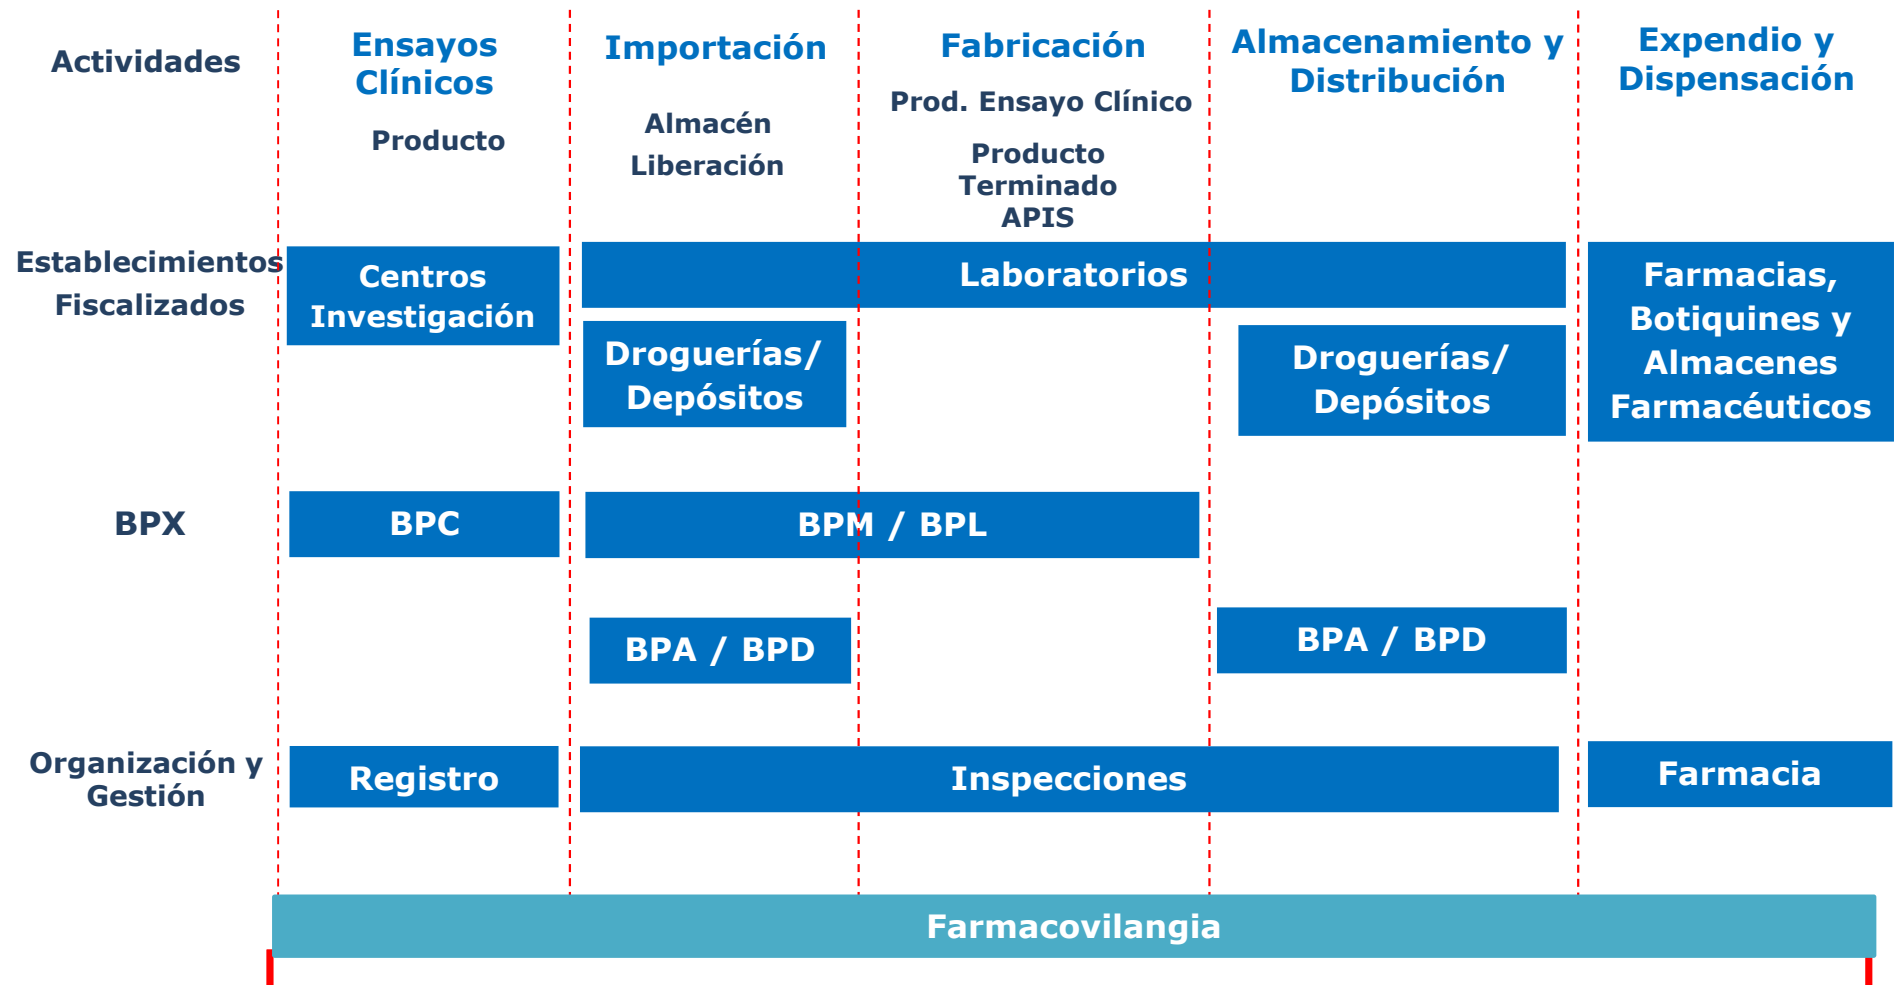 Actividades
Ensayos
Clínicos
Producto
Importación
Almacén
Liberación
Fabricación
Prod. Ensayo Clínico
Producto
Terminado
APIS
Almacenamiento y
Distribución
Expendio y
Dispensación
Establecimientos
Fiscalizados
Centros
Investigación
Laboratorios
Droguerías/
Depósitos
Droguerías/
Depósitos
Farmacias,
Botiquines y
Almacenes
Farmacéuticos
BPX
BPC
BPM / BPL
BPA / BPD
BPA / BPD
Organización y
Gestión
Registro
Inspecciones
Farmacia
Farmacovilangia